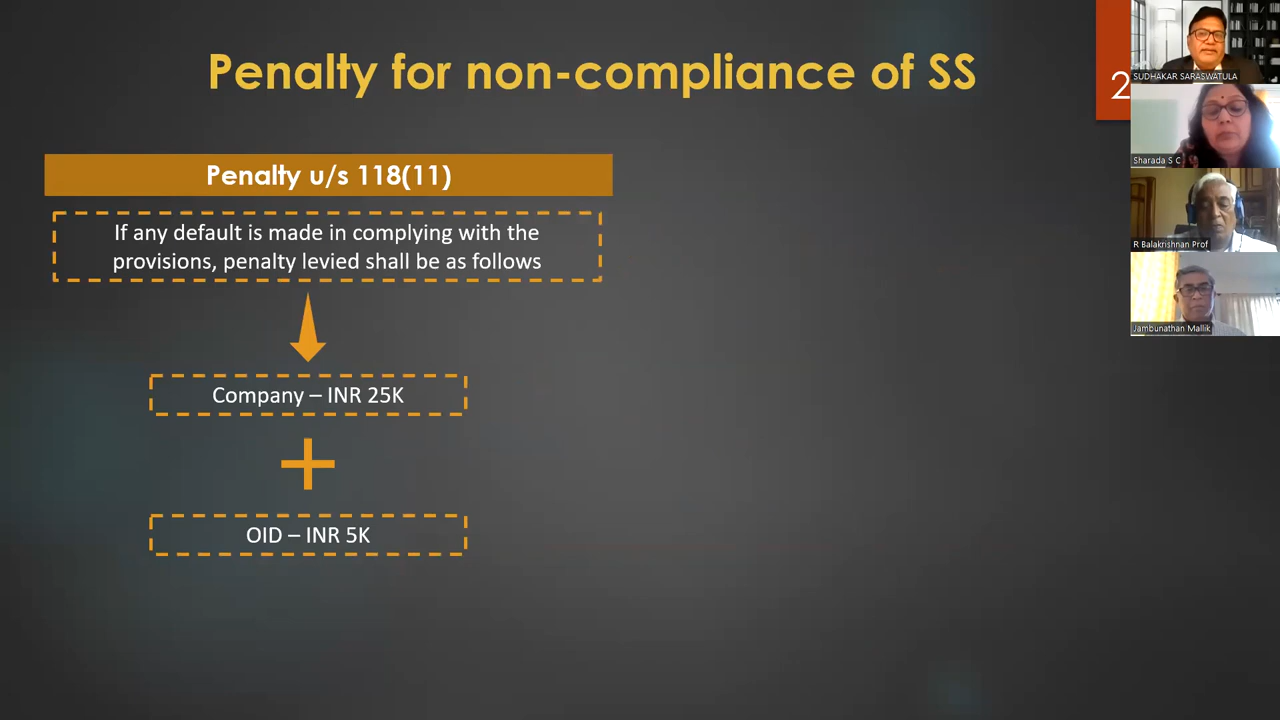 Penalty for non-compliance of SS
2
Penalty u/s 118(11)
If any default is made in complying with the
provisions, penalty levied shall be as follows
Company – INR 25K
OID – INR 5K
SUDHAKAR SARASWATULA
Sharada S C
R Balakrishnan Prof
Jambunathan Mallik